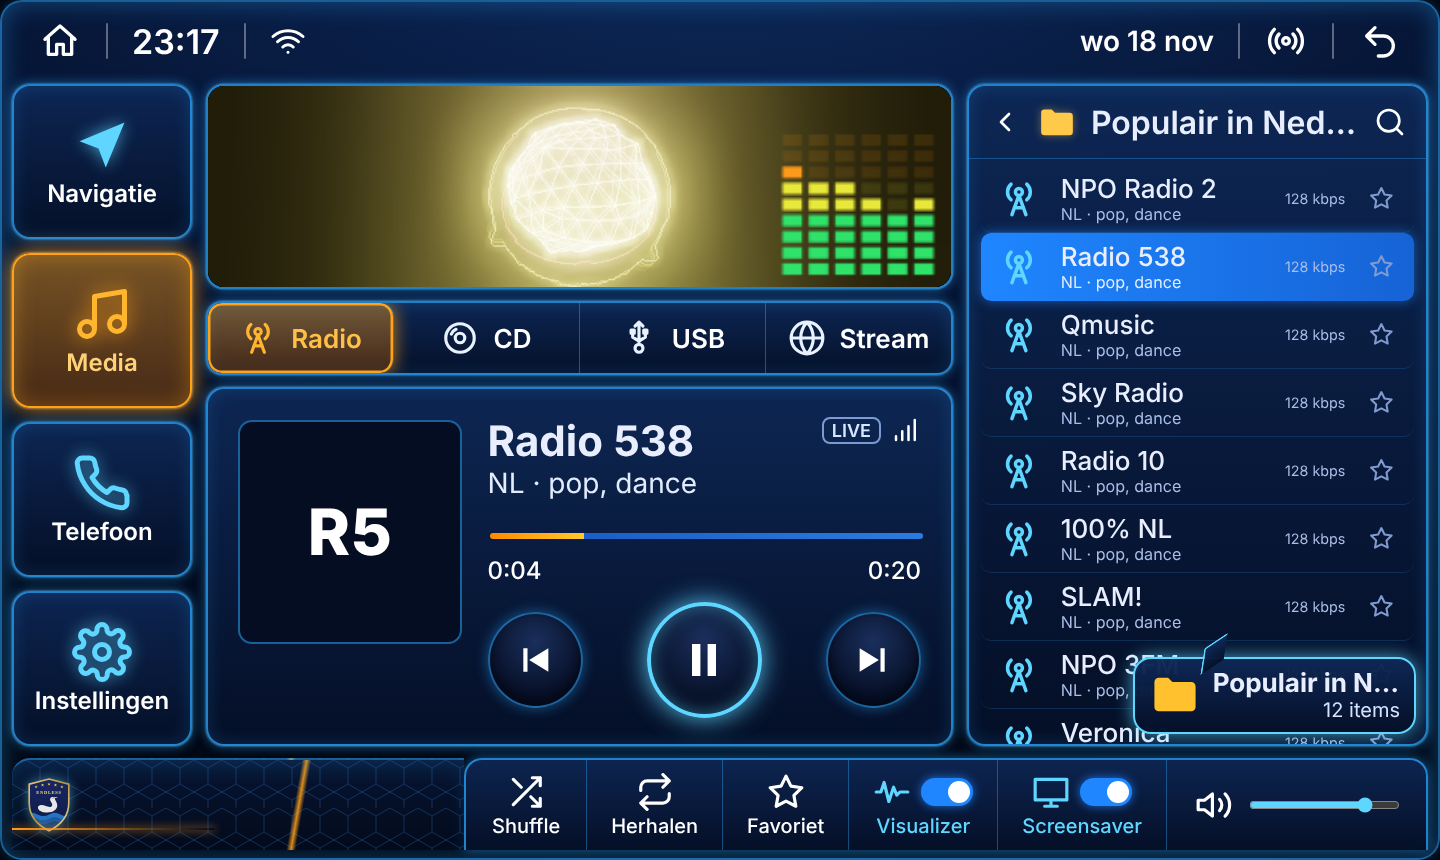 23:17
wo 18 nov
Navigatie
Media
Telefoon
Instellingen
Radio
CD
USB
Stream
R5
Radio 538
LIVE
NL · pop, dance
0:04
0:20
Populair in Ned...
NPO Radio 2
NL · pop, dance
128 kbps
Radio 538
NL · pop, dance
128 kbps
Qmusic
NL · pop, dance
128 kbps
Sky Radio
NL · pop, dance
128 kbps
Radio 10
NL · pop, dance
128 kbps
100% NL
NL · pop, dance
128 kbps
SLAM!
NL · pop, dance
128 kbps
NPO 3FM
NL · pop,
Veronica
128 kbps
Populair in N...
12 items
ENDLESS
Shuffle
Herhalen
Favoriet
Visualizer
Screensaver